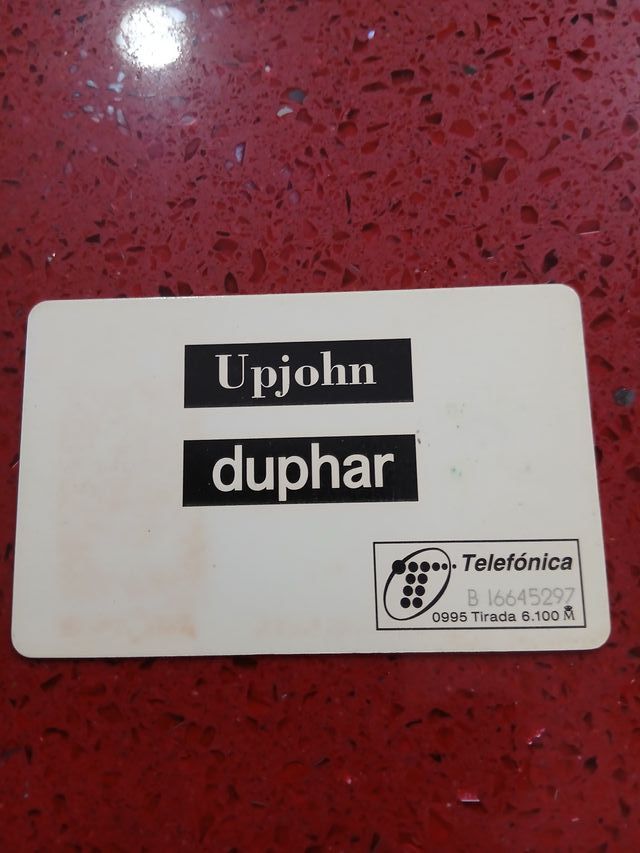 Upjohn
duphar
Telefónica
B 16645297
0995 Tirada 6.100 M